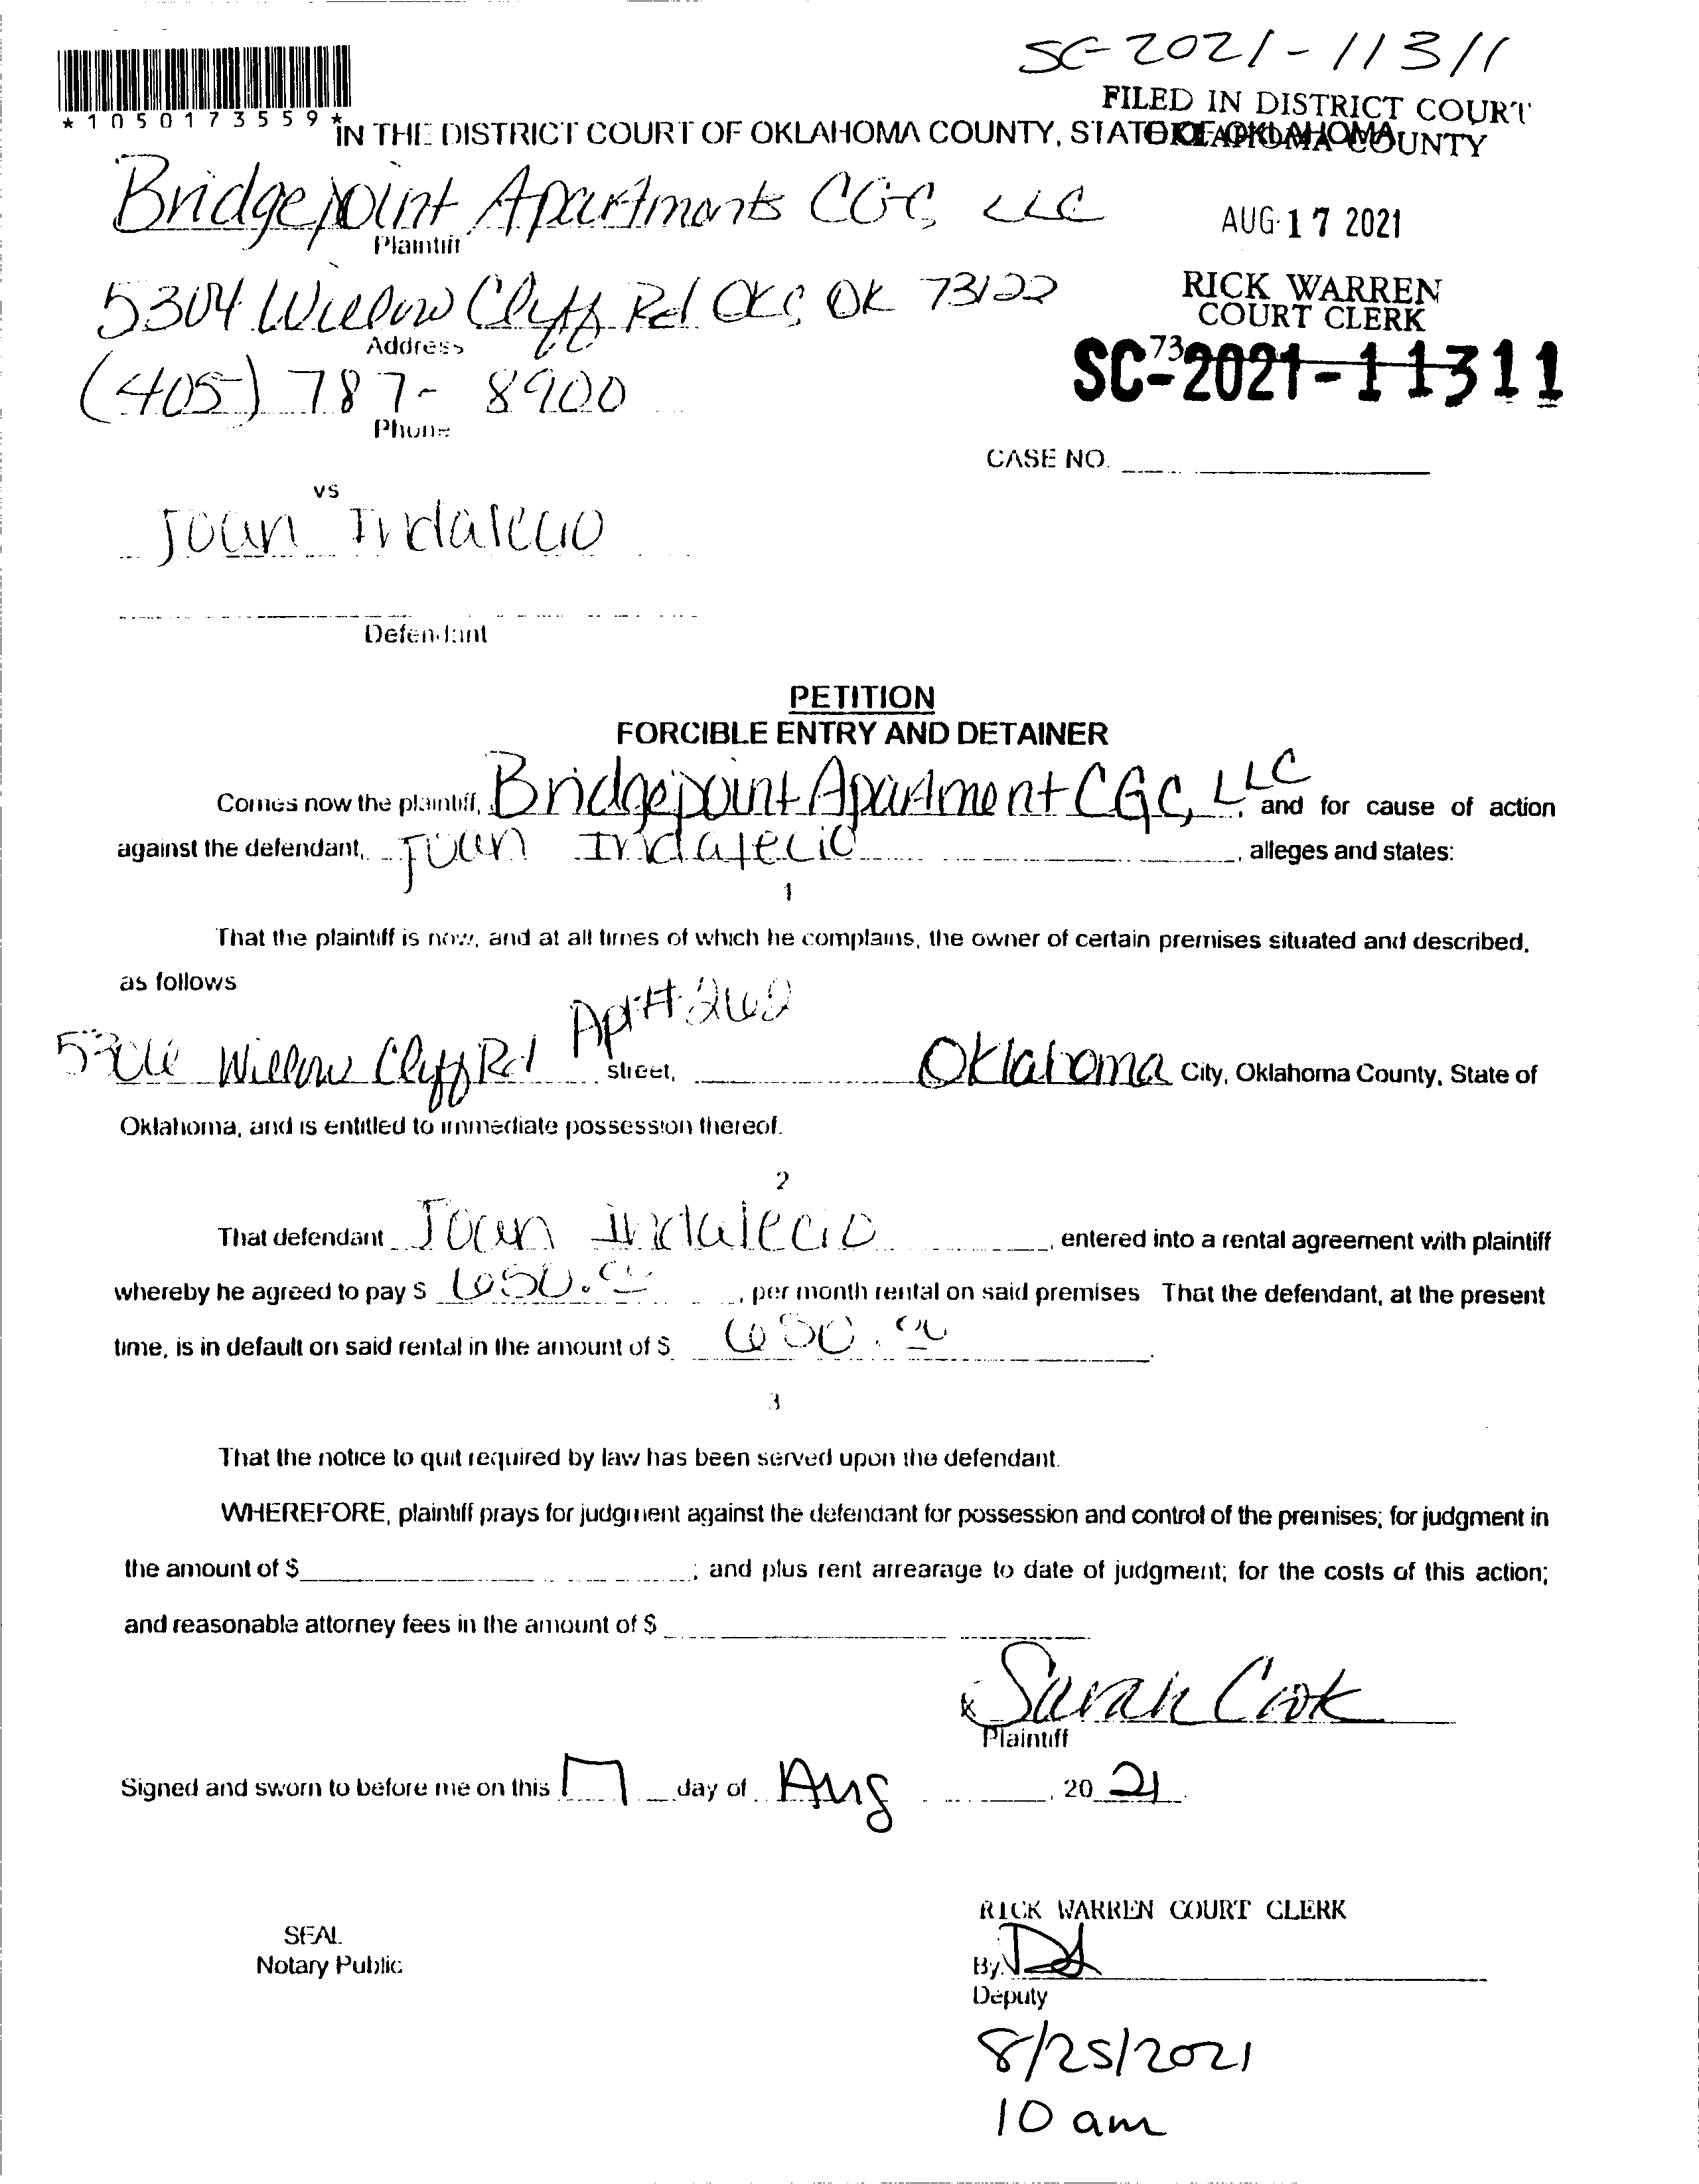 SC-2021-11311
FILED IN DISTRICT COURT
OKLAHOMA COUNTY
*1050173559*
IN THE DISTRICT COURT OF OKLAHOMA COUNTY, STATE OF OKLAHOMA
Bridgepoint Apartments CGC, LLC
Plaintiff
AUG 17 2021
5304 Willow Cliff Rd OKC, OK 73122
Address
RICK WARREN
COURT CLERK
73
SC-2021-11311
(405) 787-8900
Phone
CASE NO.
vs
Juan Indalecio
Defendant
PETITION
FORCIBLE ENTRY AND DETAINER
Comes now the plaintiff, Bridgepoint Apartment CGC, LLC, and for cause of action
against the defendant, Juan Indalecio, alleges and states:
1
That the plaintiff is now, and at all times of which he complains, the owner of certain premises situated and described,
as follows
Apt#
Willow Cliff Rd street, Oklahoma City, Oklahoma County, State of
Oklahoma, and is entitled to immediate possession thereof.
2
That defendant Juan Indalecio, entered into a rental agreement with plaintiff
whereby he agreed to pay $ 650.00, per month rental on said premises That the defendant, at the present
time, is in default on said rental in the amount of $ 650.00.
3
That the notice to quit required by law has been served upon the defendant.
WHEREFORE, plaintiff prays for judgment against the defendant for possession and control of the premises; for judgment in
the amount of $ ; and plus rent arrearage to date of judgment; for the costs of this action;
and reasonable attorney fees in the amount of $
Sarah Cook
Plaintiff
Signed and sworn to before me on this 17 day of Aug, 20 21.
RICK WARREN COURT CLERK
SEAL
Notary Public
By
Deputy
8/25/2021
10 am